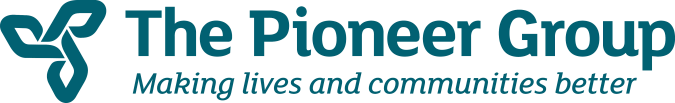 The Pioneer Group
Making lives and communities better